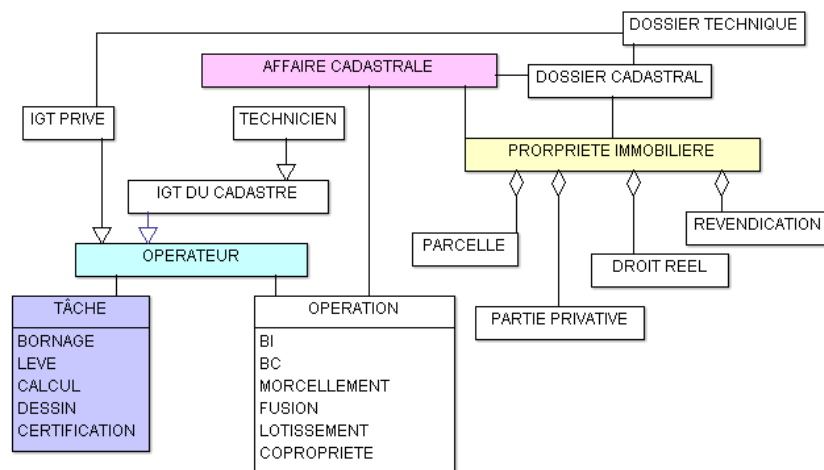 DOSSIER TECHNIQUE
AFFAIRE CADASTRALE
DOSSIER CADASTRAL
IGT PRIVE
TECHNICIEN
PRORPRIETE IMMOBILIERE
IGT DU CADASTRE
REVENDICATION
PARCELLE
OPERATEUR
DROIT REEL
PARTIE PRIVATIVE
TÂCHE
BORNAGE
LEVE
CALCUL
DESSIN
CERTIFICATION
OPERATION
BI
BC
MORCELLEMENT
FUSION
LOTISSEMENT
COPROPRIETE